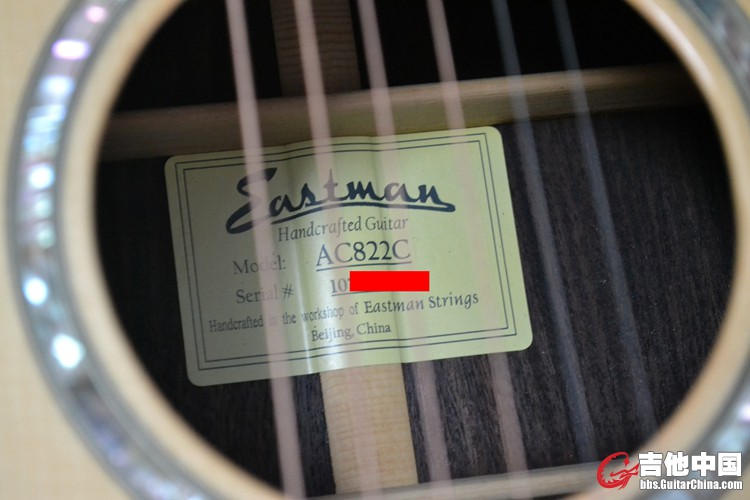 Eastman
Handcrafted Guitar
Model: AC822C
Serial #
Handcrafted in the workshop of Eastman Strings
Beijing, China
吉他中国
bbs.GuitarChina.com